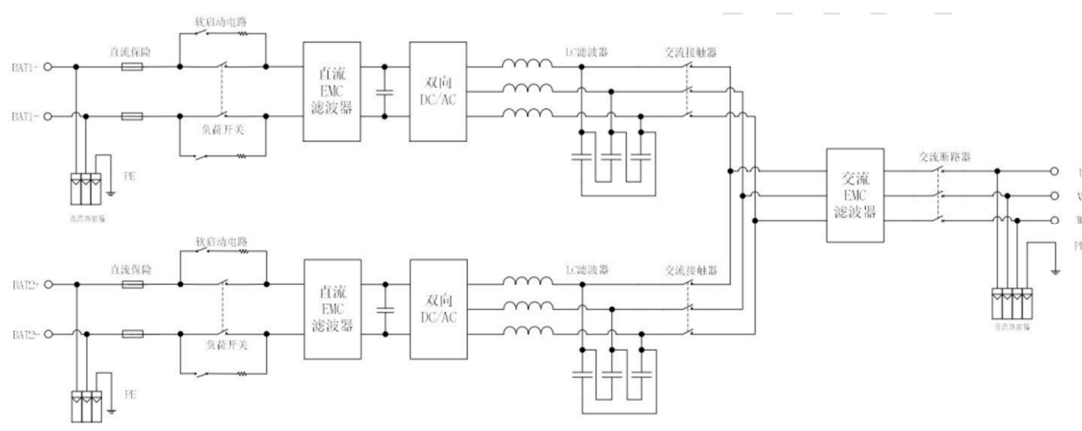 软启动电路
直流保险
BAT1+
BAT1-
负荷开关
PE
直流防雷器
直流
EMC
滤波器
双向
DC/AC
LC滤波器
交流接触器
交流
EMC
滤波器
交流断路器
PE
交流防雷器
软启动电路
直流保险
BAT2+
BAT2-
负荷开关
PE
直流
EMC
滤波器
双向
DC/AC
LC滤波器
交流接触器